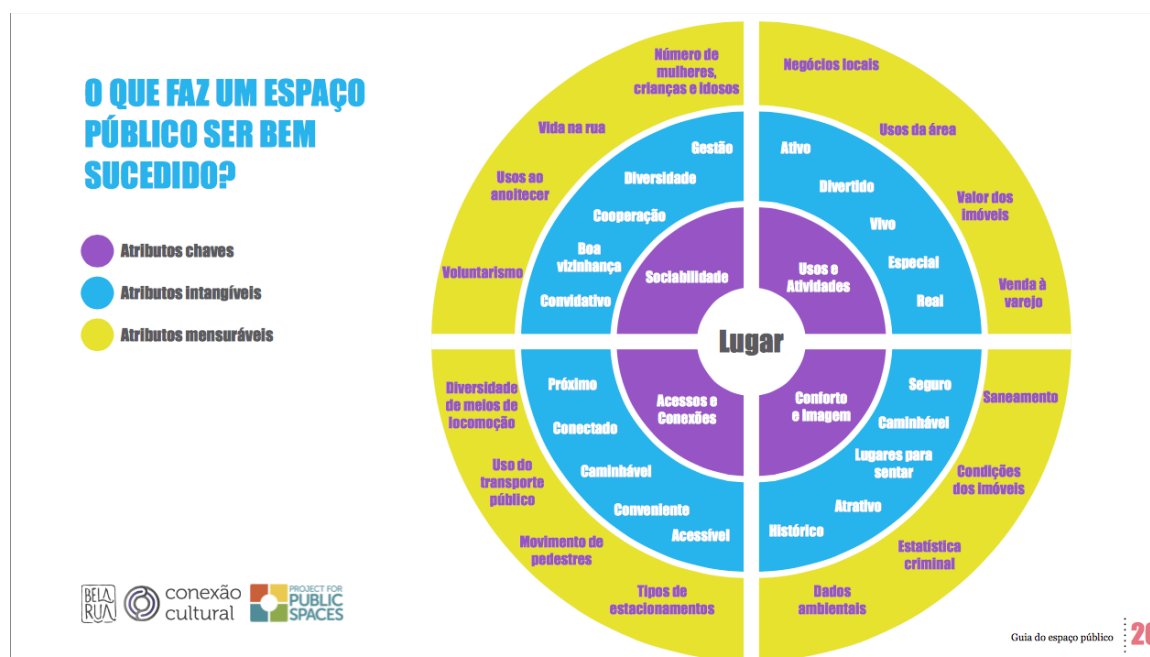 O QUE FAZ UM ESPAÇO
PÚBLICO SER BEM
SUCEDIDO?
Atributos chaves
Atributos intangíveis
Atributos mensuráveis
Número de
mulheres,
crianças e idosos
Vida na rua
Usos ao
anoitecer
Voluntarismo
Gestão
Diversidade
Cooperação
Boa
vizinhança
Convidativo
Sociabilidade
Negócios locais
Usos da área
Valor dos
imóveis
Venda à
varejo
Ativo
Divertido
Vivo
Especial
Real
Usos e
Atividades
Lugar
Acessos e
Conexões
Próximo
Conectado
Caminhável
Conveniente
Acessível
Diversidade
de meios de
locomoção
Uso do
transporte
público
Movimento de
pedestres
Tipos de
estacionamentos
Conforto
e Imagem
Seguro
Caminhável
Lugares para
sentar
Atrativo
Histórico
Saneamento
Condições
dos imóveis
Estatística
criminal
Dados
ambientais
BELA
RUA
conexão
cultural
PROJECT FOR
PUBLIC
SPACES
Guia do espaço público